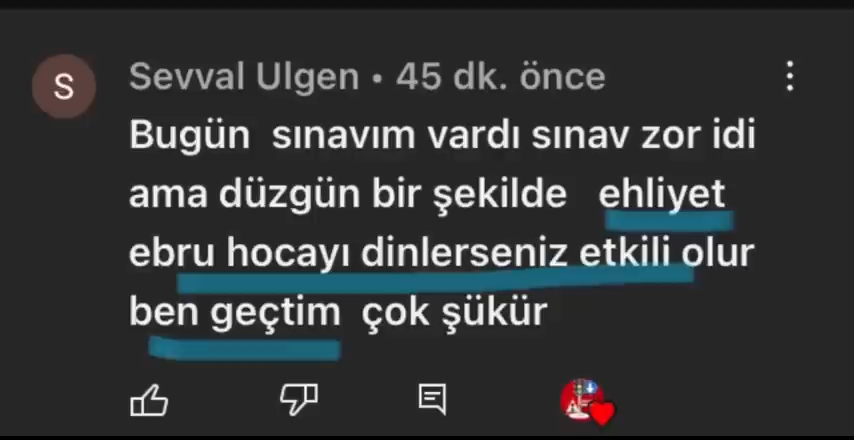 S
Sevval Ulgen • 45 dk. önce
Bugün sınavım vardı sınav zor idi
ama düzgün bir şekilde ehliyet
ebru hocayı dinlerseniz etkili olur
ben geçtim çok şükür